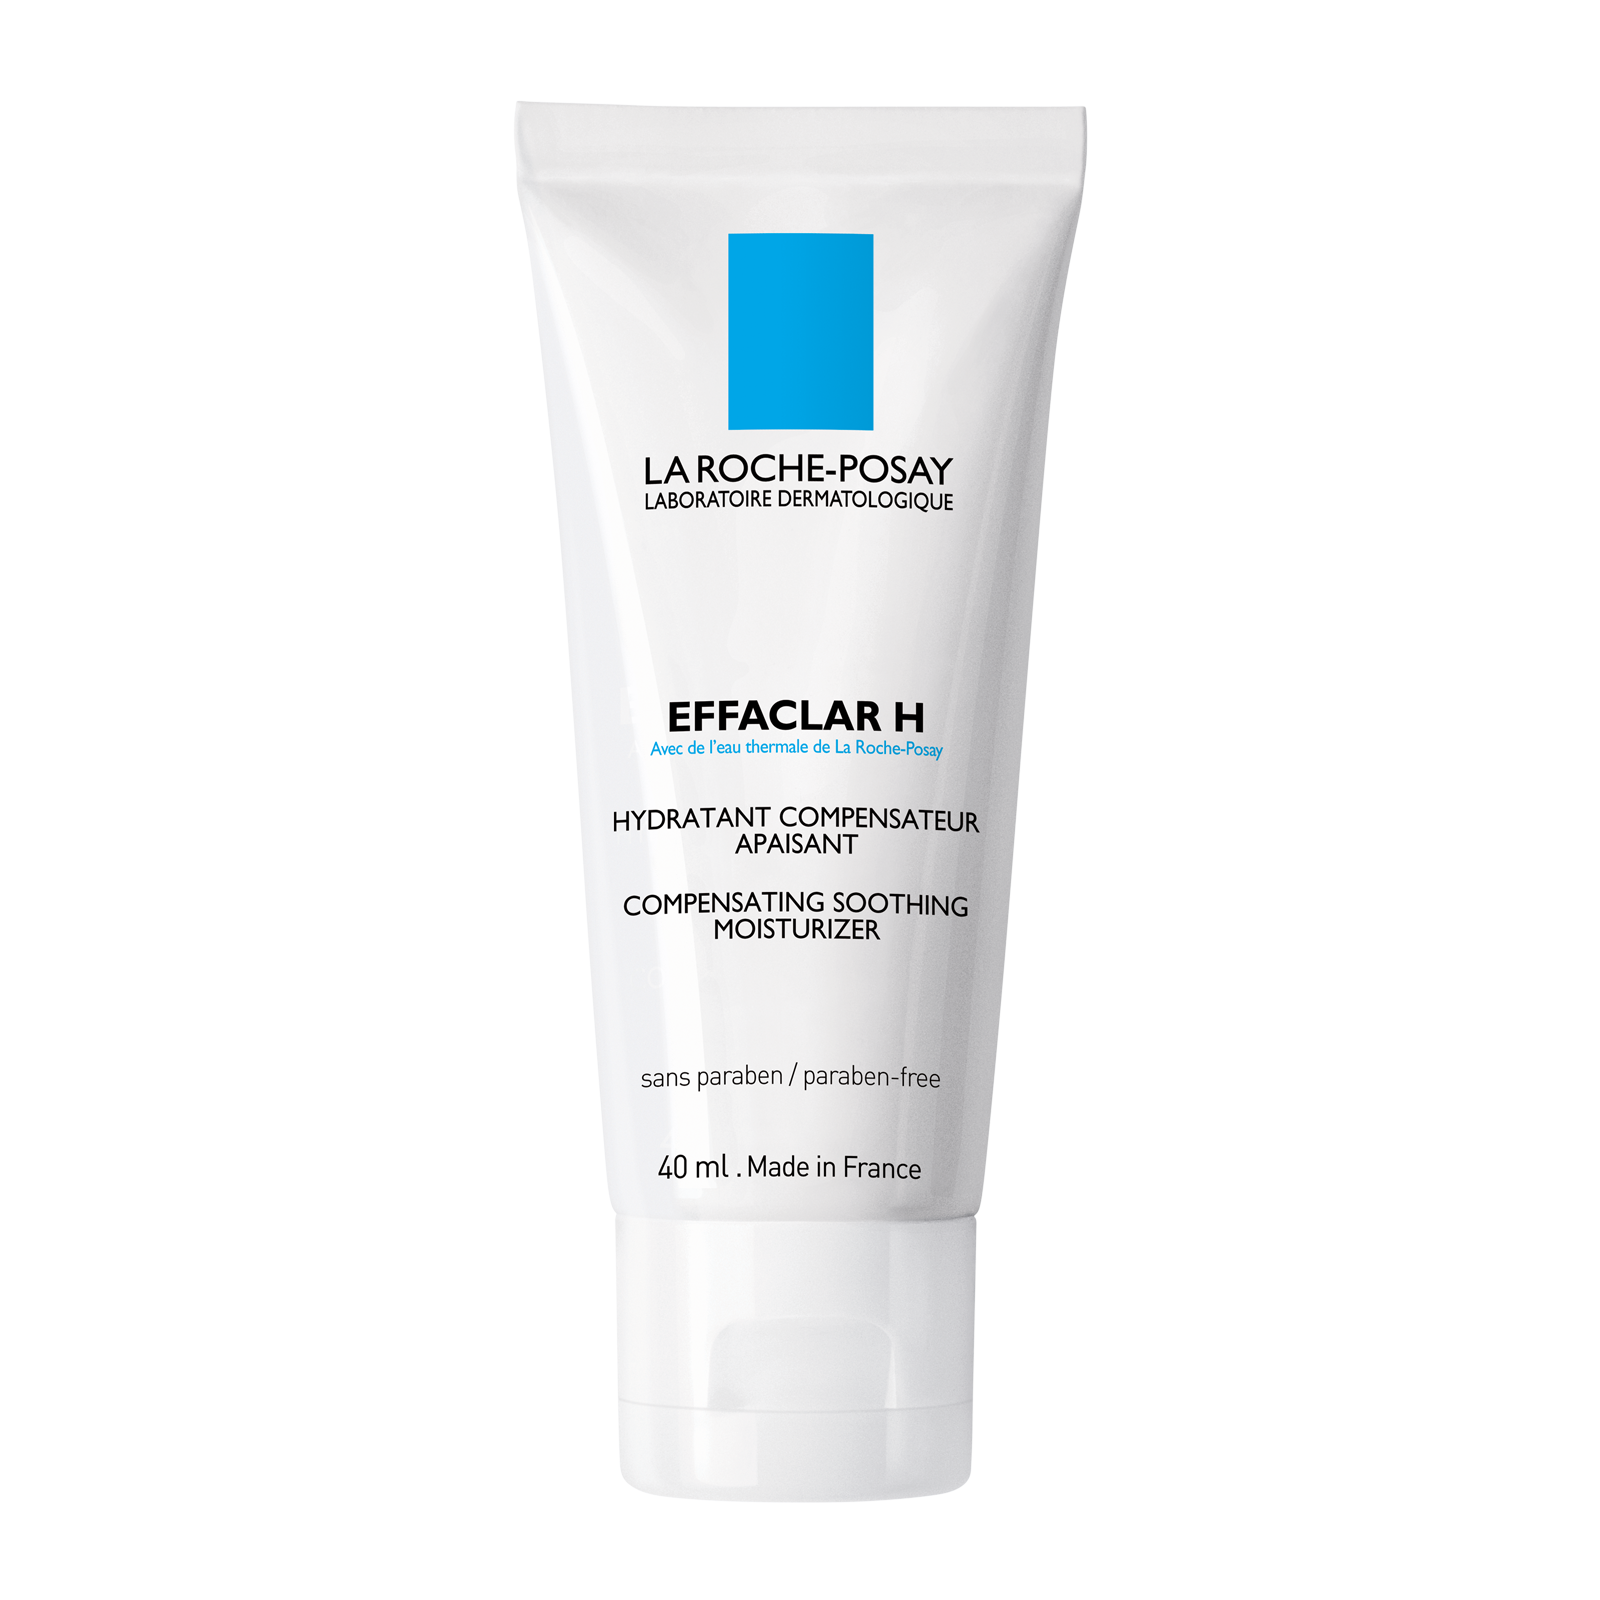 LA ROCHE-POSAY
LABORATOIRE DERMATOLOGIQUE
EFFACLAR H
Avec de l'eau thermale de La Roche-Posay
HYDRATANT COMPENSATEUR
APAISANT
COMPENSATING SOOTHING
MOISTURIZER
sans paraben / paraben-free
40 ml . Made in France